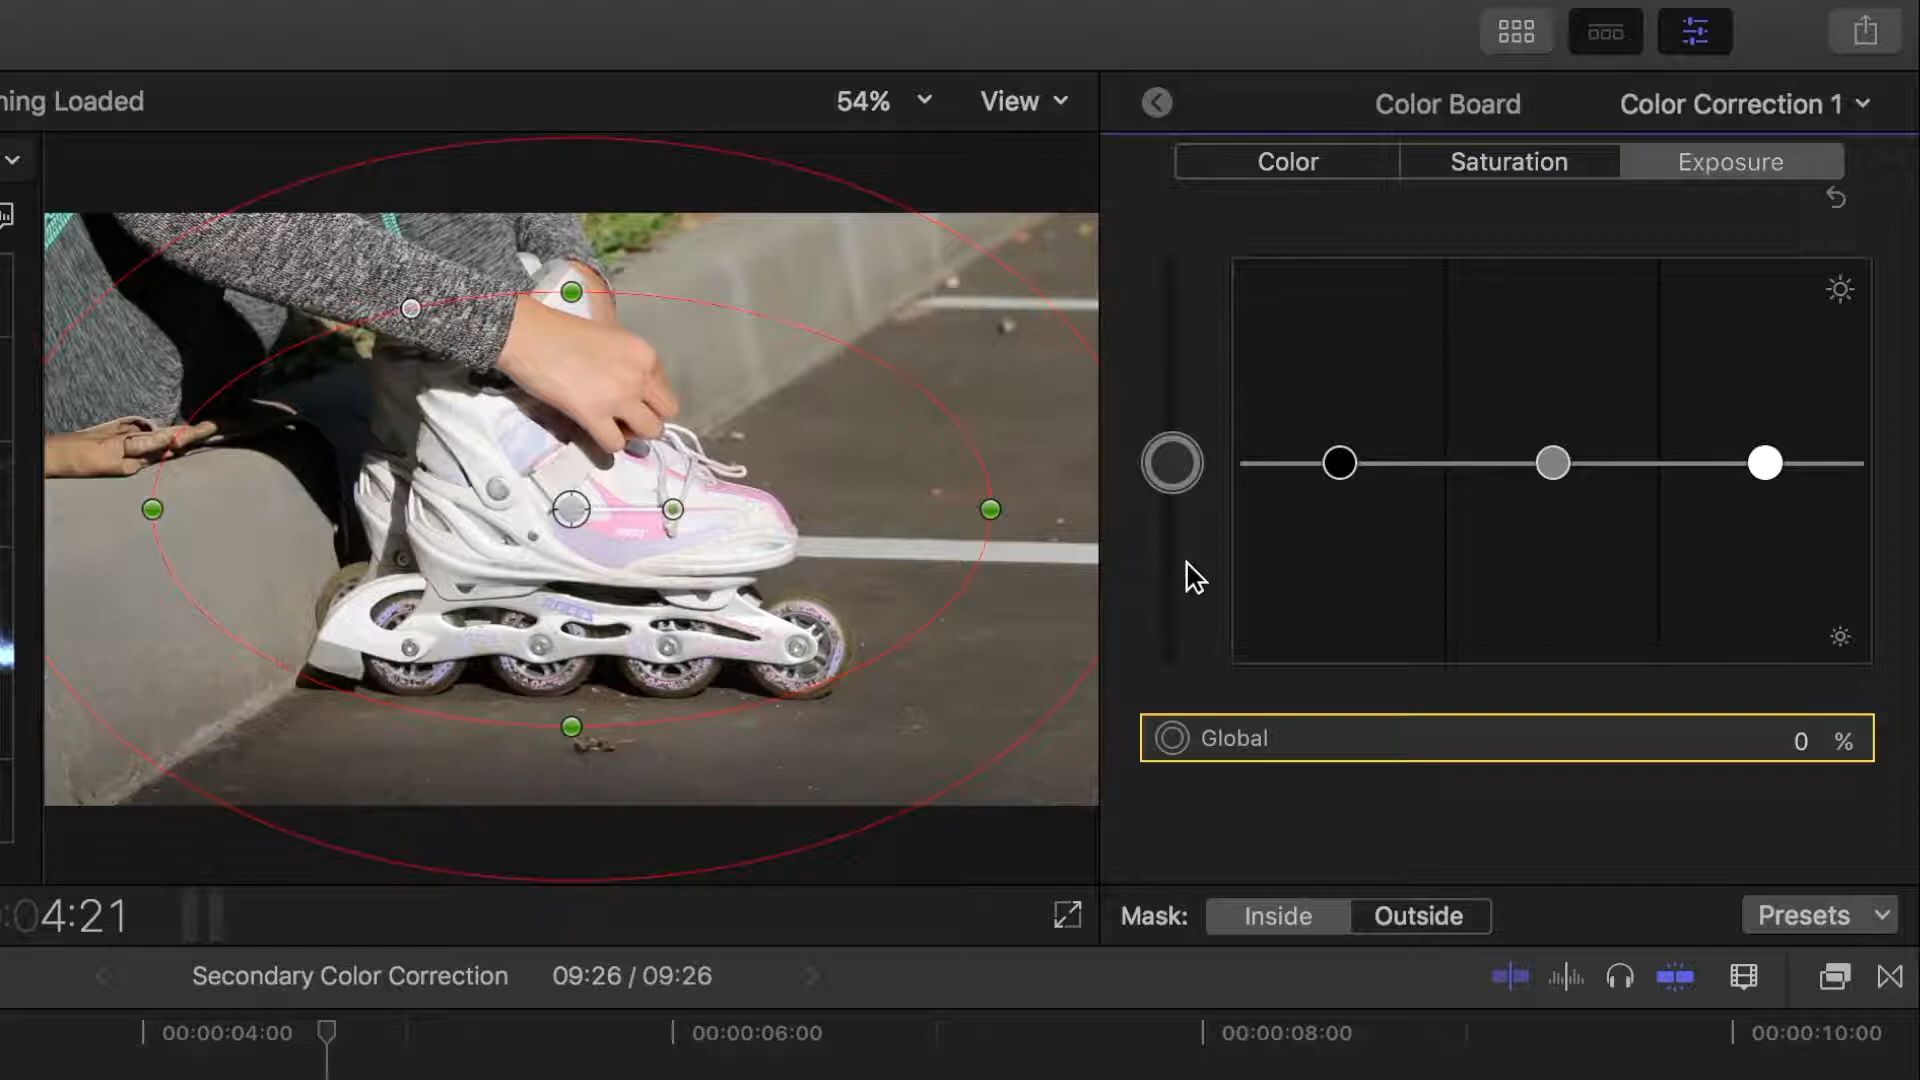 ning Loaded
54%
View
Color Board
Color Correction 1
Color
Saturation
Exposure
Global
0 %
:04:21
Mask:
Inside
Outside
Presets
Secondary Color Correction
09:26 / 09:26
00:00:04:00
00:00:06:00
00:00:08:00
00:00:10:00